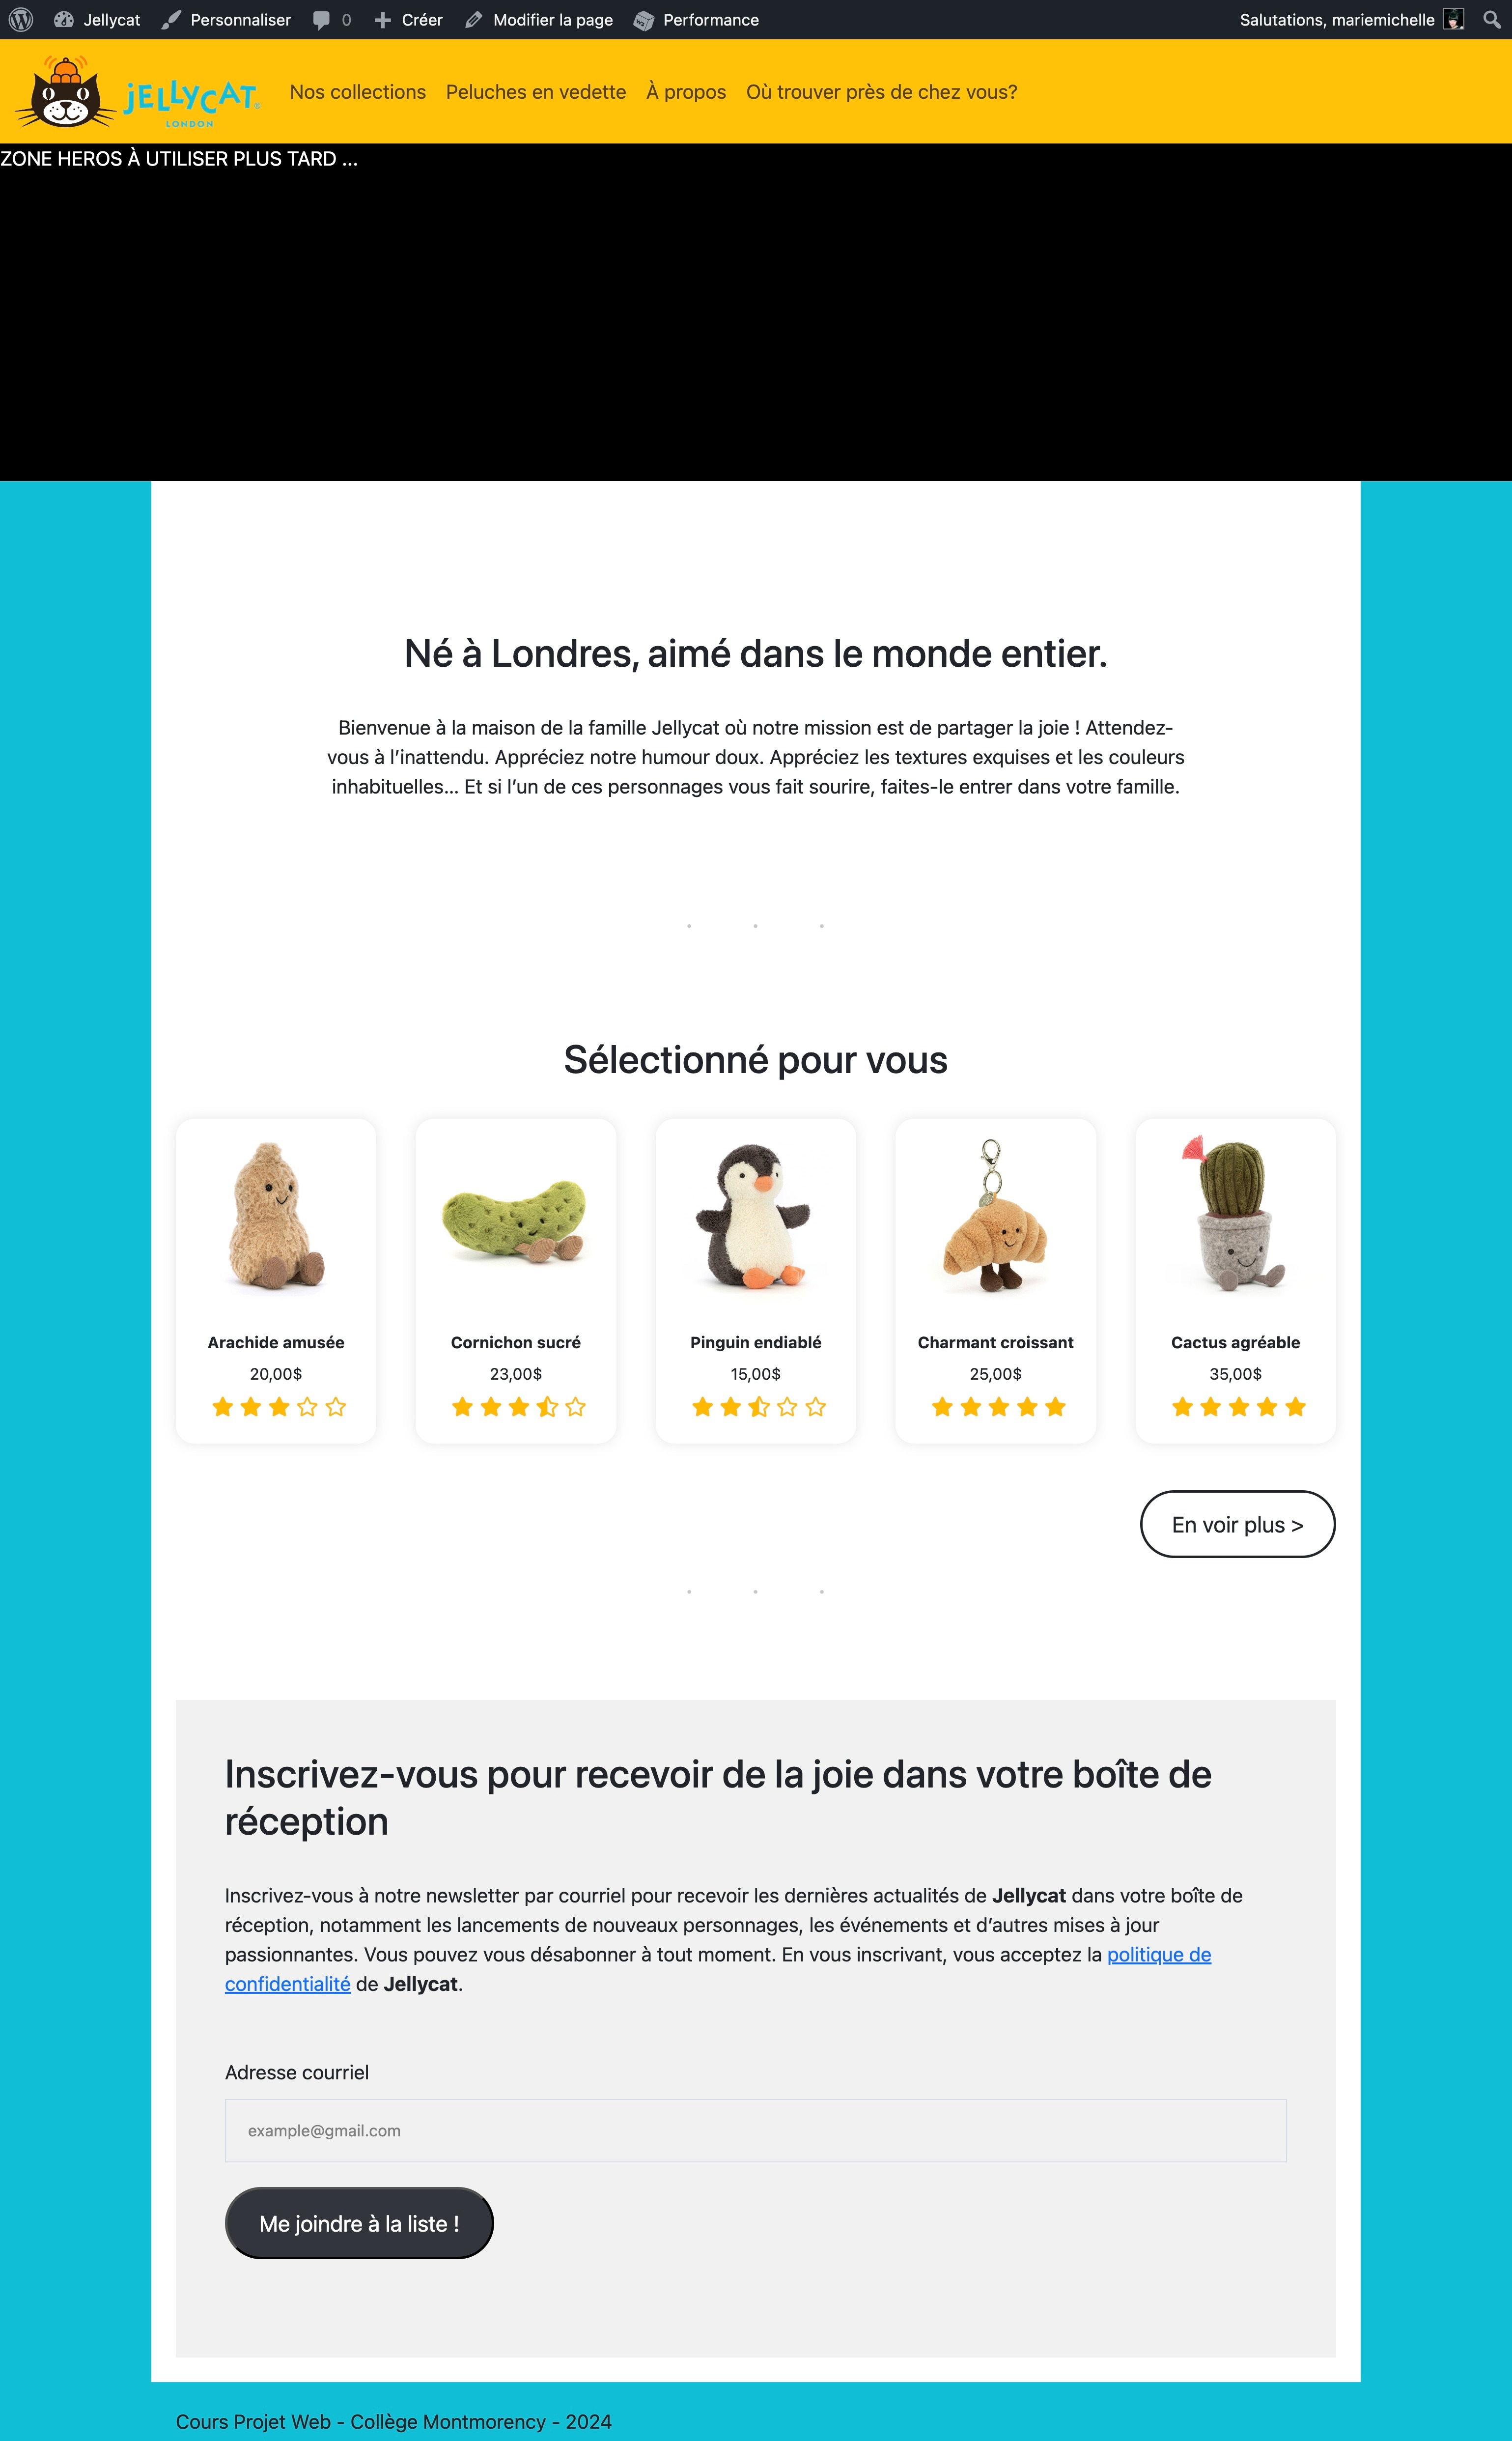 Jellycat Personnaliser 0 Créer Modifier la page Performance Salutations, mariemichelle
JELLYCAT LONDON
Nos collections Peluches en vedette À propos Où trouver près de chez vous?
ZONE HEROS À UTILISER PLUS TARD ...
Né à Londres, aimé dans le monde entier.
Bienvenue à la maison de la famille Jellycat où notre mission est de partager la joie ! Attendez-
vous à l’inattendu. Appréciez notre humour doux. Appréciez les textures exquises et les couleurs
inhabituelles… Et si l’un de ces personnages vous fait sourire, faites-le entrer dans votre famille.
Sélectionné pour vous
Arachide amusée
20,00$
Cornichon sucré
23,00$
Pinguin endiablé
15,00$
Charmant croissant
25,00$
Cactus agréable
35,00$
En voir plus >
Inscrivez-vous pour recevoir de la joie dans votre boîte de
réception
Inscrivez-vous à notre newsletter par courriel pour recevoir les dernières actualités de Jellycat dans votre boîte de
réception, notamment les lancements de nouveaux personnages, les événements et d’autres mises à jour
passionnantes. Vous pouvez vous désabonner à tout moment. En vous inscrivant, vous acceptez la politique de
confidentialité de Jellycat.
Adresse courriel
example@gmail.com
Me joindre à la liste !
Cours Projet Web - Collège Montmorency - 2024